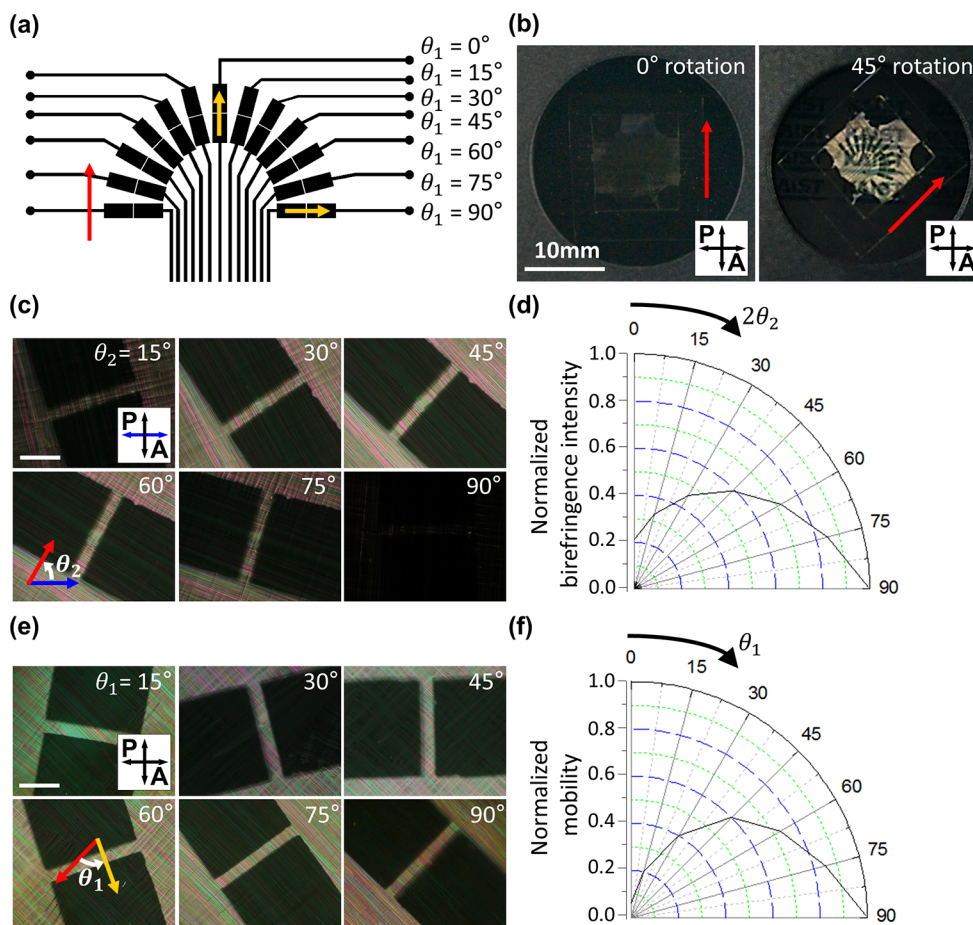 (a)
θ1 = 0°
θ1 = 15°
θ1 = 30°
θ1 = 45°
θ1 = 60°
θ1 = 75°
θ1 = 90°
(b)
0° rotation
10mm
P
A
45° rotation
P
A
(c)
θ2 = 15°
P
A
30°
45°
60°
θ2
75°
90°
(d)
2θ2
0
15
30
45
60
75
90
1.0
0.8
0.6
0.4
0.2
0.0
Normalized
birefringence intensity
(e)
θ1 = 15°
P
A
30°
45°
60°
θ1
75°
90°
(f)
θ1
0
15
30
45
60
75
90
1.0
0.8
0.6
0.4
0.2
0.0
Normalized
mobility